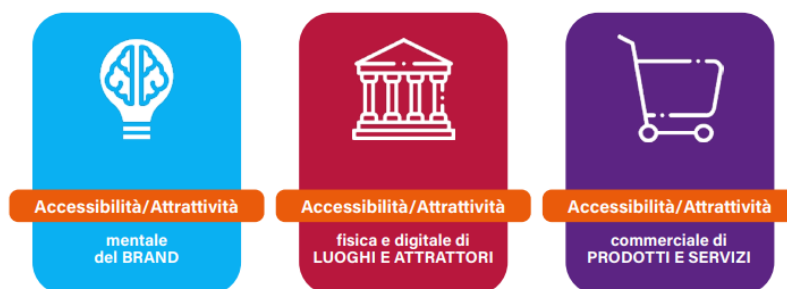 Accessibilità/Attrattività
mentale
del BRAND
Accessibilità/Attrattività
fisica e digitale di
LUOGHI E ATTRATTORI
Accessibilità/Attrattività
commerciale di
PRODOTTI E SERVIZI